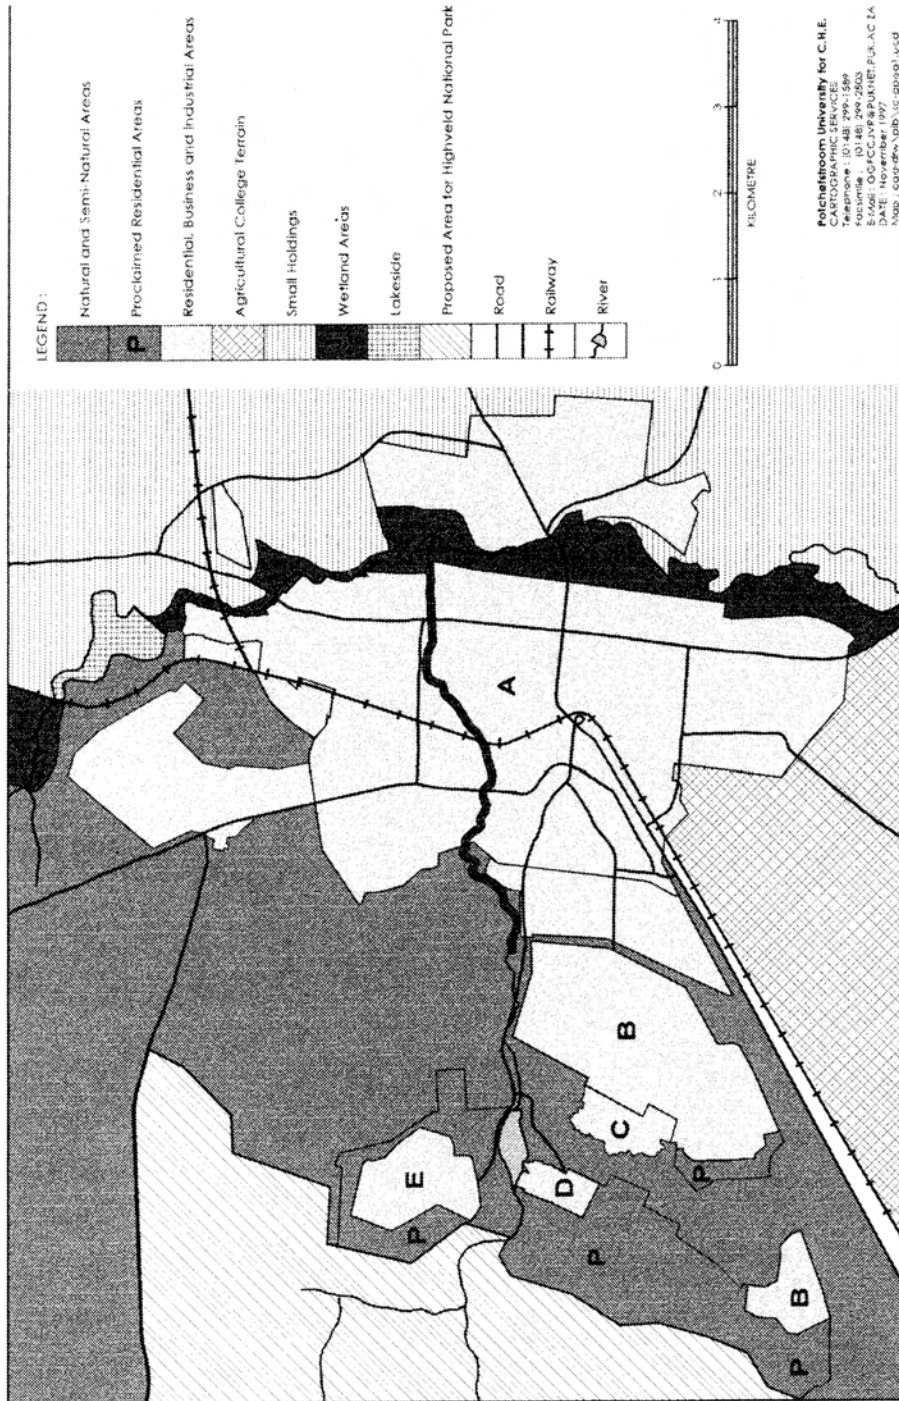 LEGEND :
Natural and Semi-Natural Areas
P
Proclaimed Residential Areas
Residential, Business and Industrial Areas
Agricultural College Terrain
Small Holdings
Wetland Areas
Lakeside
Proposed Area for Highveld National Park
Road
Railway
River
0 1 2 3 4
KILOMETRE
Potchefstroom University for C.H.E.
CARTOGRAPHIC SERVICES
Telephone : (0148) 299-1589
Facsimile : (0148) 299-2803
DATE : November 1997
A
B
C
D
E
P
P
P
P
B